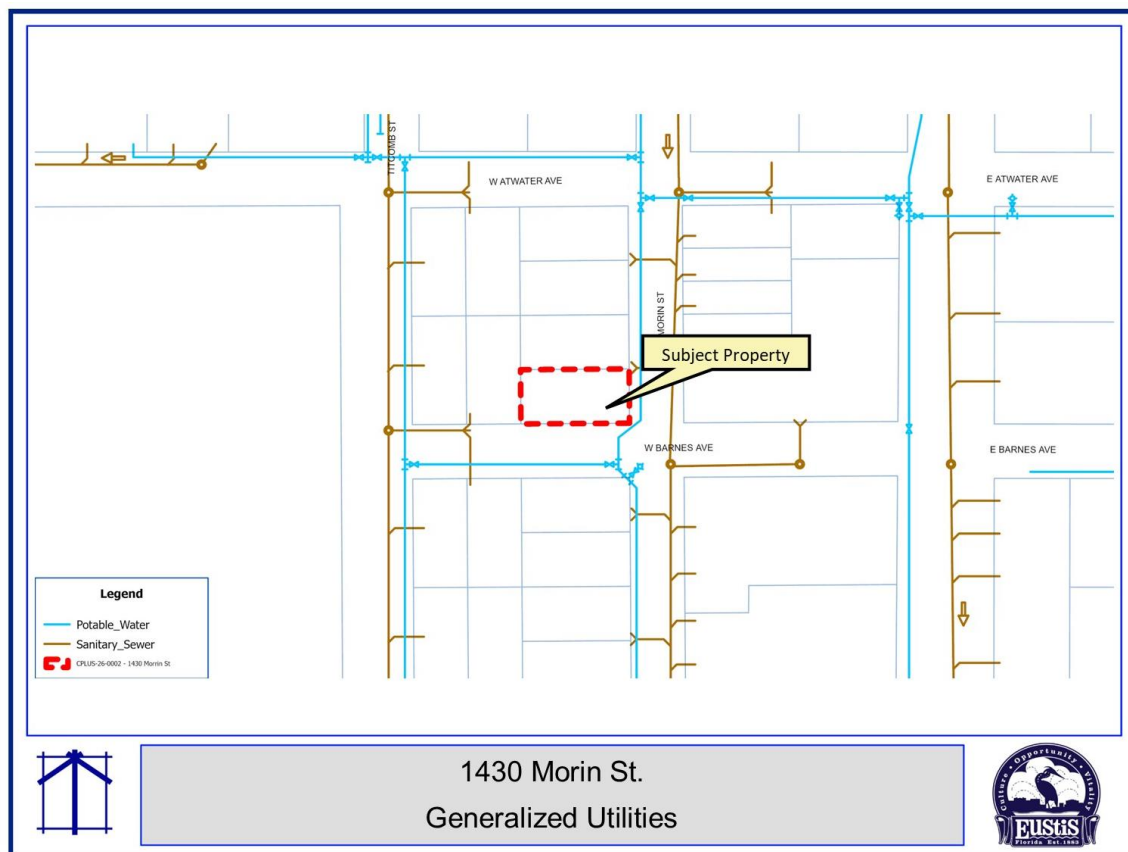 TITCOMB ST
W ATWATER AVE
E ATWATER AVE
MORIN ST
Subject Property
W BARNES AVE
E BARNES AVE
Legend
Potable_Water
Sanitary_Sewer
CPLUS-26-0002 - 1430 Morrin St
1430 Morin St.
Generalized Utilities
Culture • Opportunity • Vitality
EUSTIS
Florida Est.1883